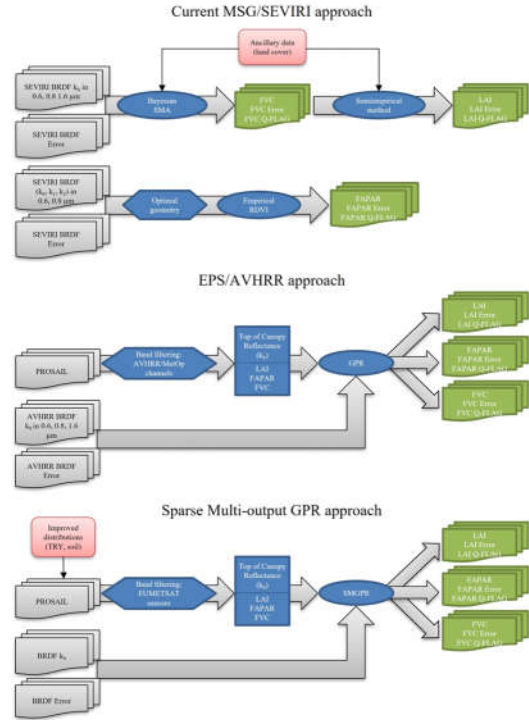 Current MSG/SEVIRI approach
Ancillary data
(land cover)
SEVIRI BRDF k₀ in
0.6, 0.8 1.6 µm
SEVIRI BRDF
Error
Bayesian
SMA
FVC
FVC Error
FVC Q-FLAG
Semiempirical
method
LAI
LAI Error
LAI Q-FLAG
SEVIRI BRDF
(k₀, k₁, k₂) in
0.6, 0.8 µm
SEVIRI BRDF
Error
Optimal
geometry
Empirical
RDVI
FAPAR
FAPAR Error
FAPAR Q-FLAG
EPS/AVHRR approach
PROSAIL
Band filtering:
AVHRR/MetOp
channels
Top of Canopy
Reflectance
(k₀)
LAI
FAPAR
FVC
GPR
LAI
LAI Error
LAI Q-FLAG
FAPAR
FAPAR Error
FAPAR Q-FLAG
FVC
FVC Error
FVC Q-FLAG
AVHRR BRDF
k₀ in 0.6, 0.8, 1.6
µm
AVHRR BRDF
Error
Sparse Multi-output GPR approach
Improved
distributions
(TRY, soil)
PROSAIL
Band filtering:
EUMETSAT
sensors
Top of Canopy
Reflectance
(k₀)
LAI
FAPAR
FVC
SMGPR
LAI
LAI Error
LAI Q-FLAG
FAPAR
FAPAR Error
FAPAR Q-FLAG
FVC
FVC Error
FVC Q-FLAG
BRDF k₀
BRDF Error